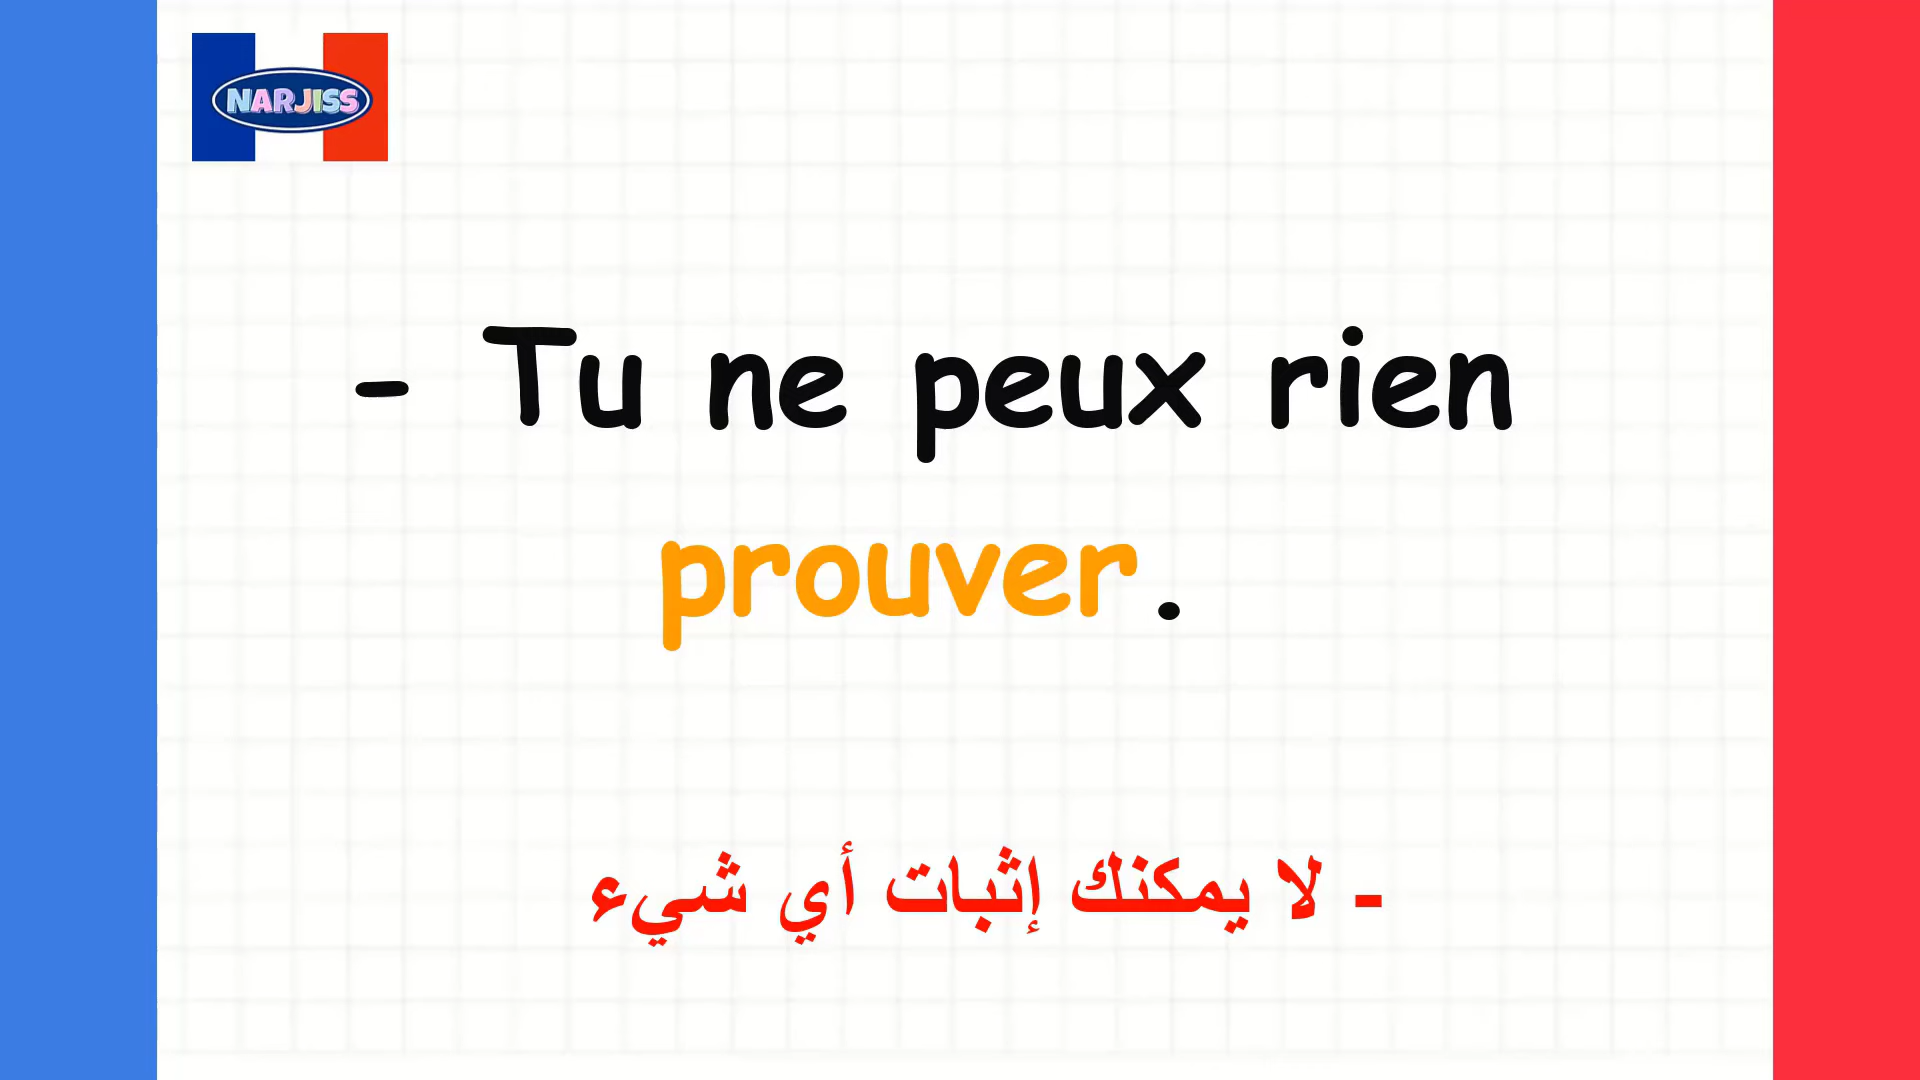 NARJISS
- Tu ne peux rien
prouver.
- لا يمكنك إثبات أي شيء